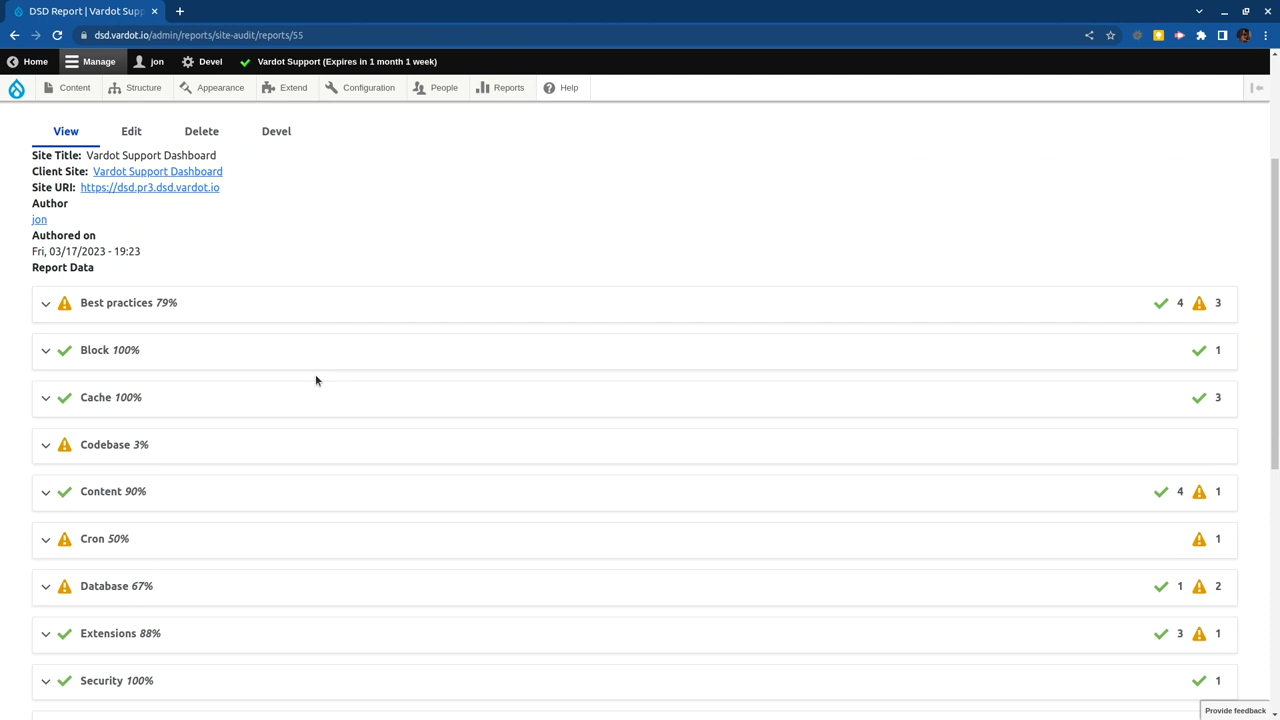 DSD Report | Vardot Sup
dsd.vardot.io/admin/reports/site-audit/reports/55
Home Manage jon Devel Vardot Support (Expires in 1 month 1 week)
Content Structure Appearance Extend Configuration People Reports Help
View Edit Delete Devel
Site Title: Vardot Support Dashboard
Client Site: Vardot Support Dashboard
Site URI: https://dsd.pr3.dsd.vardot.io
Author
jon
Authored on
Fri, 03/17/2023 - 19:23
Report Data
Best practices 79% 4 3
Block 100% 1
Cache 100% 3
Codebase 3%
Content 90% 4 1
Cron 50% 1
Database 67% 1 2
Extensions 88% 3 1
Security 100% 1
Provide feedback